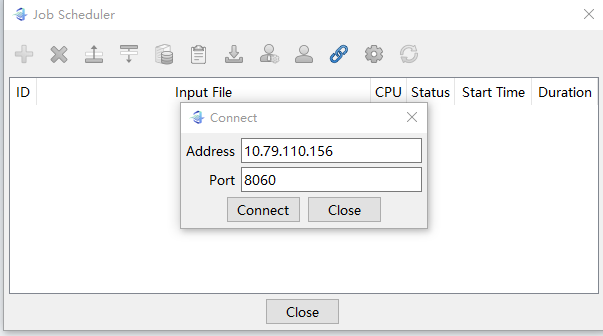 Job Scheduler
ID Input File CPU Status Start Time Duration
Connect
Address 10.79.110.156
Port 8060
Connect Close
Close